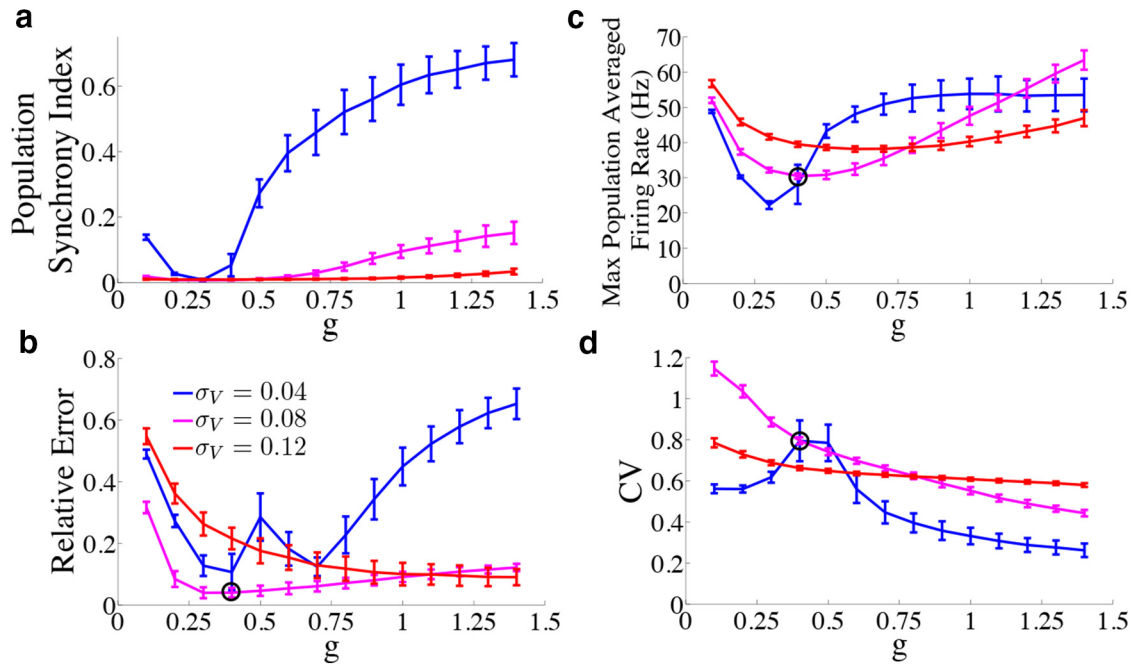 a
Population
Synchrony Index
0.6
0.4
0.2
0
0 0.25 0.5 0.75 1 1.25 1.5
g
c
Max Population Averaged
Firing Rate (Hz)
70
60
50
40
30
20
10
0
0 0.25 0.5 0.75 1 1.25 1.5
g
b
Relative Error
0.8
0.6
0.4
0.2
0
σV = 0.04
σV = 0.08
σV = 0.12
0 0.25 0.5 0.75 1 1.25 1.5
g
d
CV
1.2
1
0.8
0.6
0.4
0.2
0
0 0.25 0.5 0.75 1 1.25 1.5
g